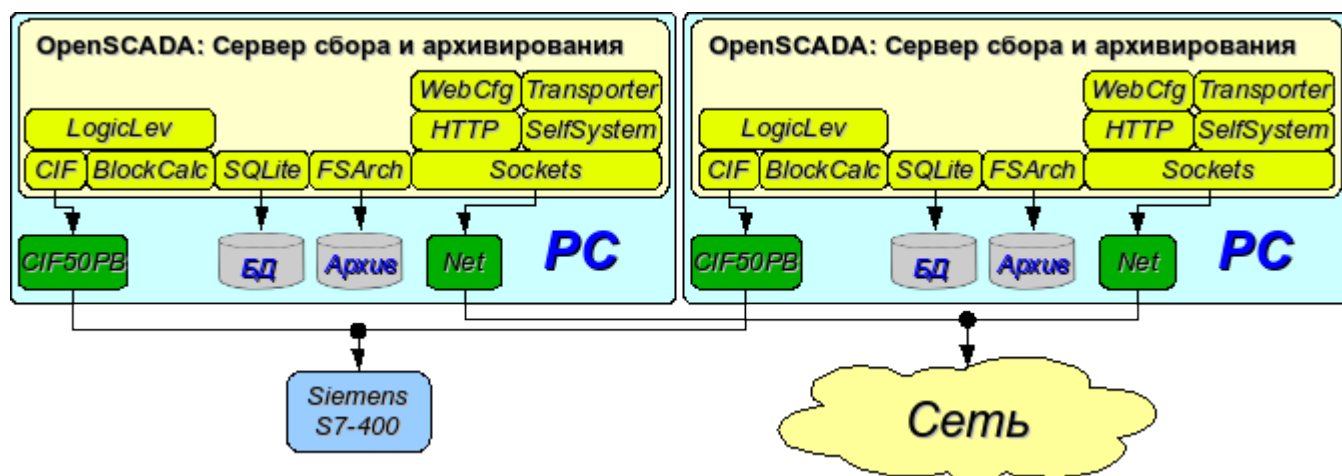 OpenSCADA: Сервер сбора и архивирования
WebCfg Transporter
LogicLev HTTP SelfSystem
CIF BlockCalc SQLite FSArch Sockets
CIF50PB БД Архив Net PC
OpenSCADA: Сервер сбора и архивирования
WebCfg Transporter
LogicLev HTTP SelfSystem
CIF BlockCalc SQLite FSArch Sockets
CIF50PB БД Архив Net PC
Siemens
S7-400
Сеть